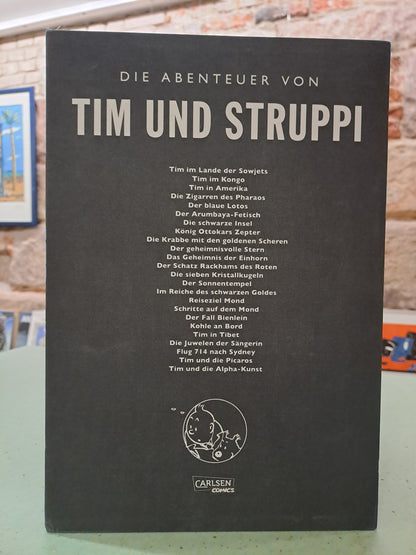 DIE ABENTEUER VON
TIM UND STRUPPI
Tim im Lande der Sowjets
Tim im Kongo
Tim in Amerika
Die Zigarren des Pharaos
Der blaue Lotos
Der Arumbaya-Fetisch
Die schwarze Insel
König Ottokars Zepter
Die Krabbe mit den goldenen Scheren
Der geheimnisvolle Stern
Das Geheimnis der Einhorn
Der Schatz Rackhams des Roten
Die sieben Kristallkugeln
Der Sonnentempel
Im Reiche des schwarzen Goldes
Reiseziel Mond
Schritte auf dem Mond
Der Fall Bienlein
Kohle an Bord
Tim in Tibet
Die Juwelen der Sängerin
Flug 714 nach Sydney
Tim und die Picaros
Tim und die Alpha-Kunst
CARLSEN
COMICS